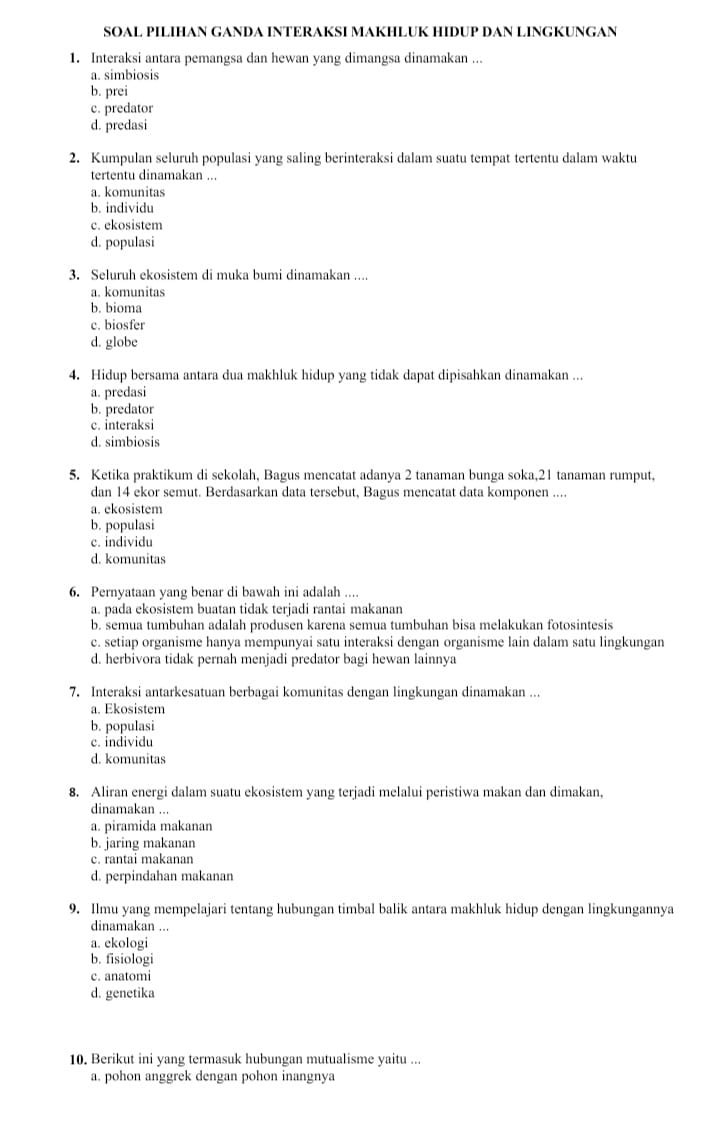 SOAL PILIHAN GANDA INTERAKSI MAKHLUK HIDUP DAN LINGKUNGAN
1. Interaksi antara pemangsa dan hewan yang dimangsa dinamakan ...
a. simbiosis
b. prei
c. predator
d. predasi
2. Kumpulan seluruh populasi yang saling berinteraksi dalam suatu tempat tertentu dalam waktu
tertentu dinamakan ...
a. komunitas
b. individu
c. ekosistem
d. populasi
3. Seluruh ekosistem di muka bumi dinamakan ....
a. komunitas
b. bioma
c. biosfer
d. globe
4. Hidup bersama antara dua makhluk hidup yang tidak dapat dipisahkan dinamakan ...
a. predasi
b. predator
c. interaksi
d. simbiosis
5. Ketika praktikum di sekolah, Bagus mencatat adanya 2 tanaman bunga soka,21 tanaman rumput,
dan 14 ekor semut. Berdasarkan data tersebut, Bagus mencatat data komponen ....
a. ekosistem
b. populasi
c. individu
d. komunitas
6. Pernyataan yang benar di bawah ini adalah ....
a. pada ekosistem buatan tidak terjadi rantai makanan
b. semua tumbuhan adalah produsen karena semua tumbuhan bisa melakukan fotosintesis
c. setiap organisme hanya mempunyai satu interaksi dengan organisme lain dalam satu lingkungan
d. herbivora tidak pernah menjadi predator bagi hewan lainnya
7. Interaksi antarkesatuan berbagai komunitas dengan lingkungan dinamakan ...
a. Ekosistem
b. populasi
c. individu
d. komunitas
8. Aliran energi dalam suatu ekosistem yang terjadi melalui peristiwa makan dan dimakan,
dinamakan ...
a. piramida makanan
b. jaring makanan
c. rantai makanan
d. perpindahan makanan
9. Ilmu yang mempelajari tentang hubungan timbal balik antara makhluk hidup dengan lingkungannya
dinamakan ...
a. ekologi
b. fisiologi
c. anatomi
d. genetika
10. Berikut ini yang termasuk hubungan mutualisme yaitu ...
a. pohon anggrek dengan pohon inangnya